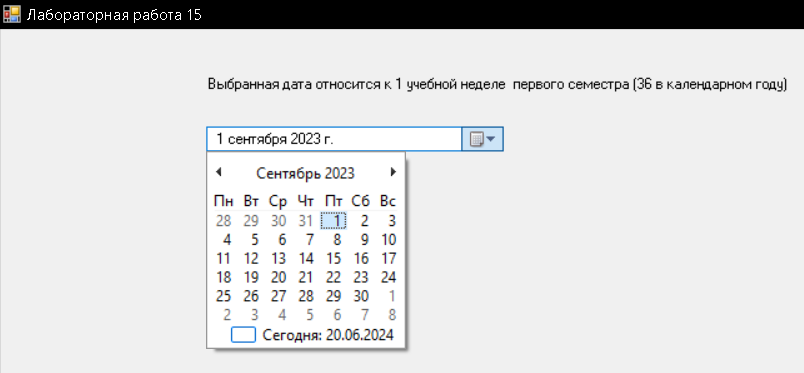 Лабораторная работа 15
Выбранная дата относится к 1 учебной неделе первого семестра (36 в календарном году)
1 сентября 2023 г.
Сентябрь 2023
Пн Вт Ср Чт Пт Сб Вс
28 29 30 31 1 2 3
4 5 6 7 8 9 10
11 12 13 14 15 16 17
18 19 20 21 22 23 24
25 26 27 28 29 30 1
2 3 4 5 6 7 8
Сегодня: 20.06.2024